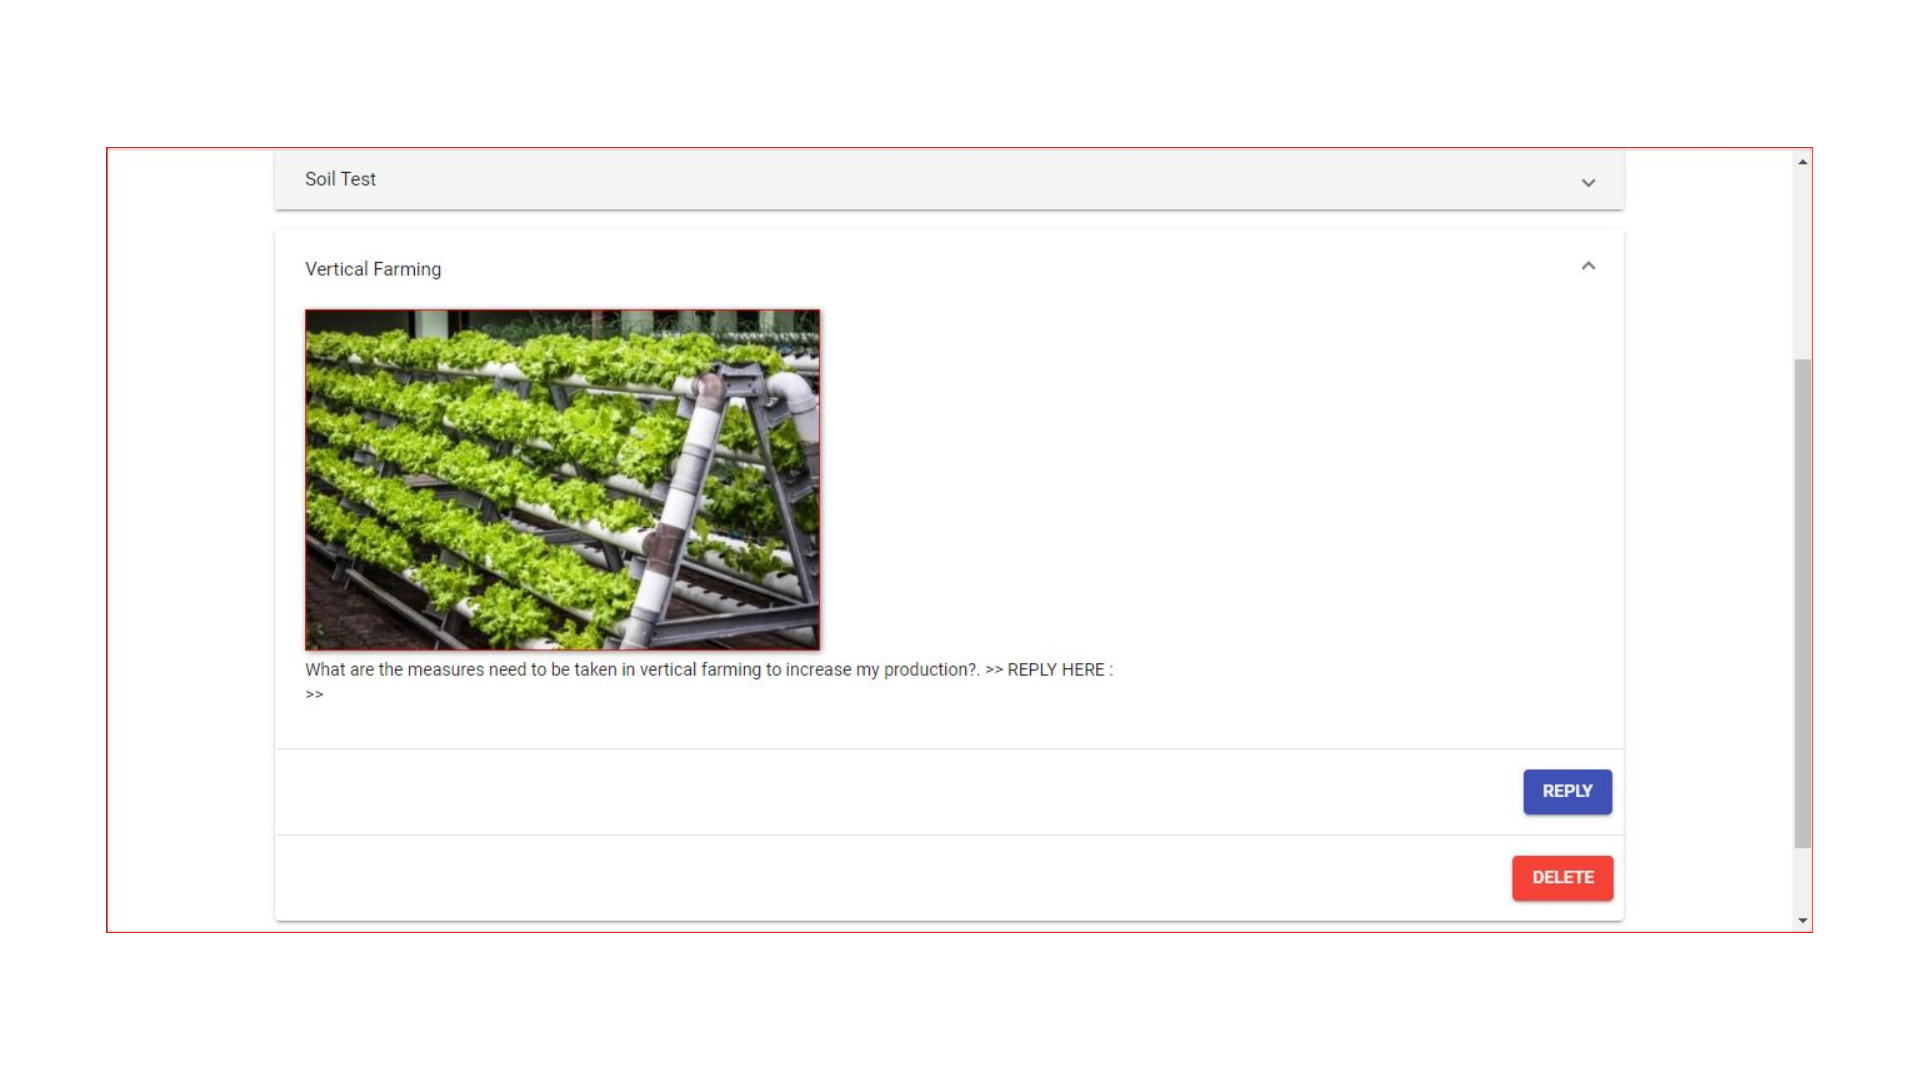 Soil Test
Vertical Farming
What are the measures need to be taken in vertical farming to increase my production?. >> REPLY HERE :
>>
REPLY
DELETE